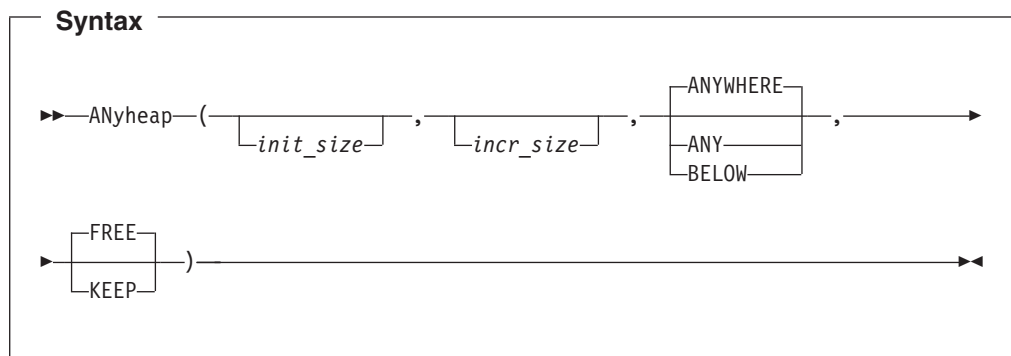 Syntax
ANYWHERE
ANyheap ( , , ,
init_size incr_size ANY
BELOW
FREE
)
KEEP